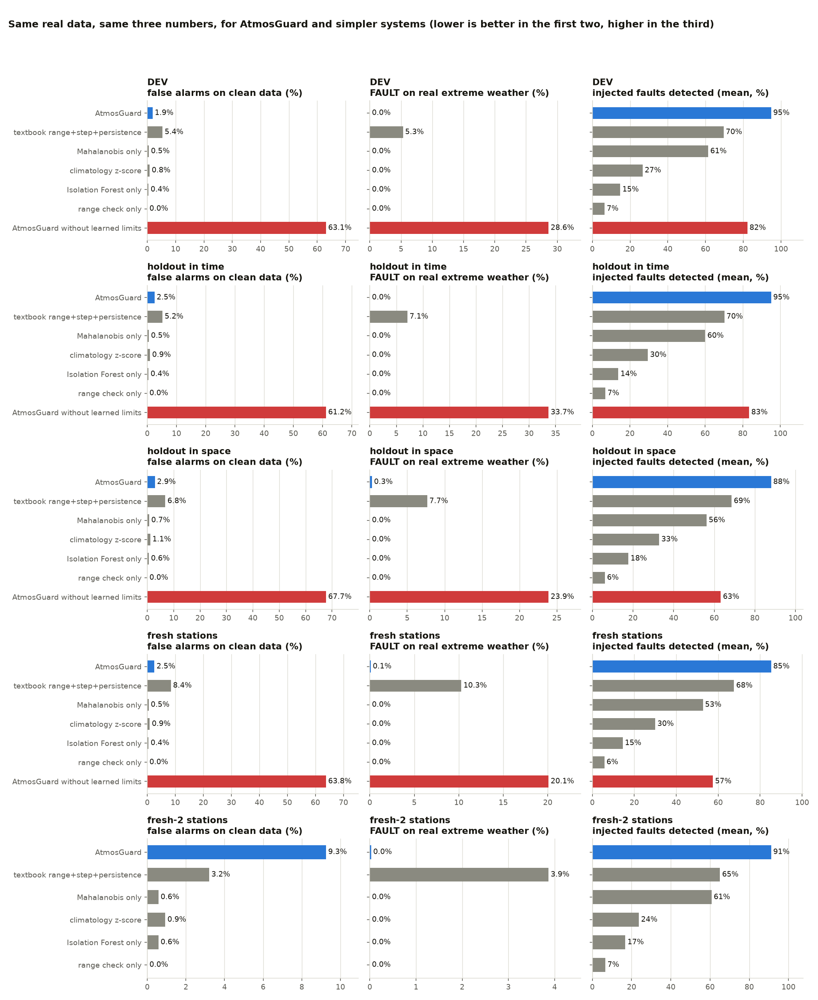 Same real data, same three numbers, for AtmosGuard and simpler systems (lower is better in the first two, higher in the third)
DEV
false alarms on clean data (%)
AtmosGuard
1.9%
textbook range+step+persistence
5.4%
Mahalanobis only
0.5%
climatology z-score
0.8%
Isolation Forest only
0.4%
range check only
0.0%
AtmosGuard without learned limits
63.1%
0 10 20 30 40 50 60 70
DEV
FAULT on real extreme weather (%)
0.0%
5.3%
0.0%
0.0%
0.0%
0.0%
28.6%
0 5 10 15 20 25 30
DEV
injected faults detected (mean, %)
95%
70%
61%
27%
15%
7%
82%
0 20 40 60 80 100
holdout in time
false alarms on clean data (%)
AtmosGuard
2.5%
textbook range+step+persistence
5.2%
Mahalanobis only
0.5%
climatology z-score
0.9%
Isolation Forest only
0.4%
range check only
0.0%
AtmosGuard without learned limits
61.2%
0 10 20 30 40 50 60 70
holdout in time
FAULT on real extreme weather (%)
0.0%
7.1%
0.0%
0.0%
0.0%
0.0%
33.7%
0 5 10 15 20 25 30 35
holdout in time
injected faults detected (mean, %)
95%
70%
60%
30%
14%
7%
83%
0 20 40 60 80 100
holdout in space
false alarms on clean data (%)
AtmosGuard
2.9%
textbook range+step+persistence
6.8%
Mahalanobis only
0.7%
climatology z-score
1.1%
Isolation Forest only
0.6%
range check only
0.0%
AtmosGuard without learned limits
67.7%
0 10 20 30 40 50 60 70
holdout in space
FAULT on real extreme weather (%)
0.3%
7.7%
0.0%
0.0%
0.0%
0.0%
23.9%
0 5 10 15 20 25
holdout in space
injected faults detected (mean, %)
88%
69%
56%
33%
18%
6%
63%
0 20 40 60 80 100
fresh stations
false alarms on clean data (%)
AtmosGuard
2.5%
textbook range+step+persistence
8.4%
Mahalanobis only
0.5%
climatology z-score
0.9%
Isolation Forest only
0.4%
range check only
0.0%
AtmosGuard without learned limits
63.8%
0 10 20 30 40 50 60 70
fresh stations
FAULT on real extreme weather (%)
0.1%
10.3%
0.0%
0.0%
0.0%
0.0%
20.1%
0 5 10 15 20
fresh stations
injected faults detected (mean, %)
85%
68%
53%
30%
15%
6%
57%
0 20 40 60 80 100
fresh-2 stations
false alarms on clean data (%)
AtmosGuard
9.3%
textbook range+step+persistence
3.2%
Mahalanobis only
0.6%
climatology z-score
0.9%
Isolation Forest only
0.6%
range check only
0.0%
0 2 4 6 8 10
fresh-2 stations
FAULT on real extreme weather (%)
0.0%
3.9%
0.0%
0.0%
0.0%
0.0%
0 1 2 3 4
fresh-2 stations
injected faults detected (mean, %)
91%
65%
61%
24%
17%
7%
0 20 40 60 80 100